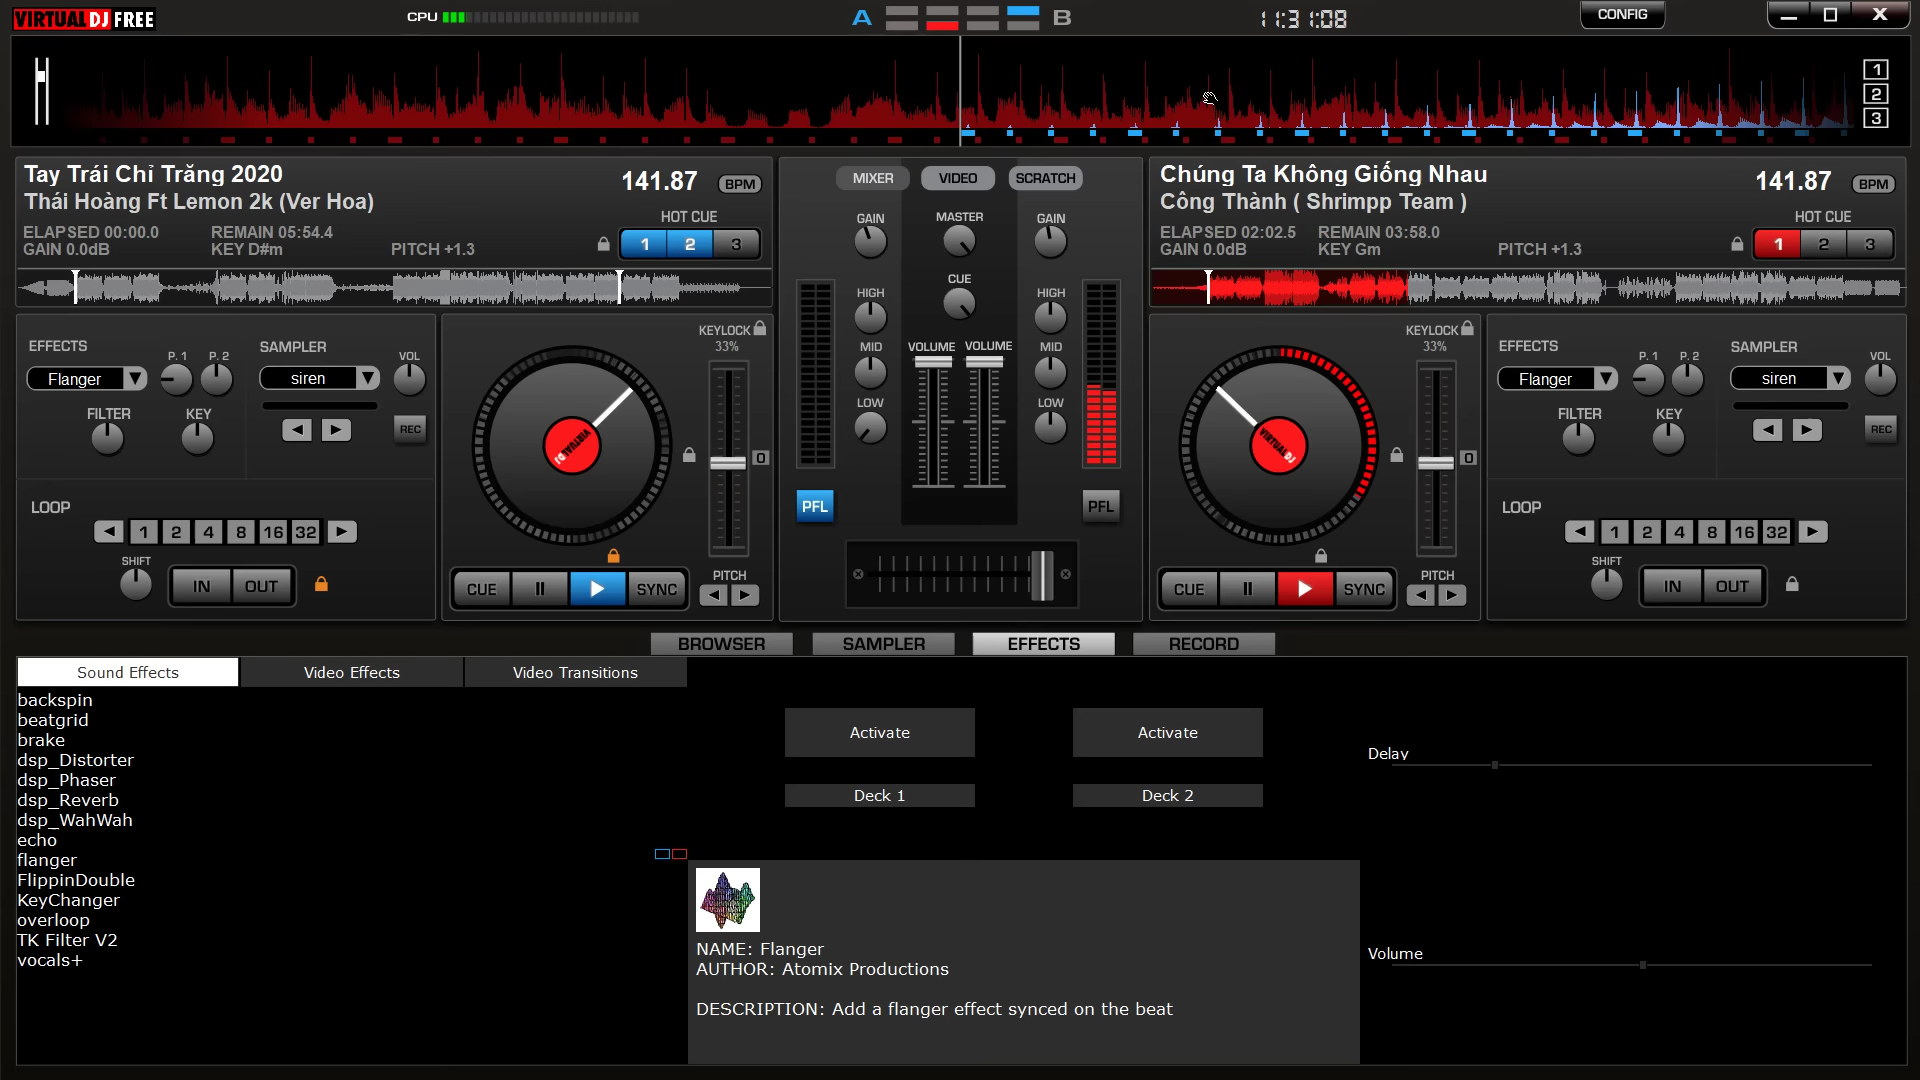 VIRTUAL DJ FREE
CPU
A
B
11:31:08
CONFIG
1
2
3
Tay Trái Chỉ Trăng 2020
Thái Hoàng Ft Lemon 2k (Ver Hoa)
141.87 BPM
HOT CUE
ELAPSED 00:00.0 REMAIN 05:54.4
GAIN 0.0dB KEY D#m PITCH +1.3
1 2 3
MIXER VIDEO SCRATCH
GAIN MASTER GAIN
CUE
HIGH HIGH
MID VOLUME VOLUME MID
LOW LOW
PFL PFL
Chúng Ta Không Giống Nhau
Công Thành ( Shrimpp Team )
141.87 BPM
HOT CUE
ELAPSED 02:02.5 REMAIN 03:58.0
GAIN 0.0dB KEY Gm PITCH +1.3
1 2 3
EFFECTS P. 1 P. 2 SAMPLER VOL
Flanger siren
FILTER KEY REC
LOOP
1 2 4 8 16 32
SHIFT IN OUT
KEYLOCK
33%
VIRTUAL DJ
0
CUE SYNC PITCH
KEYLOCK
33%
VIRTUAL DJ
0
CUE SYNC PITCH
EFFECTS P. 1 P. 2 SAMPLER VOL
Flanger siren
FILTER KEY REC
LOOP
1 2 4 8 16 32
SHIFT IN OUT
BROWSER SAMPLER EFFECTS RECORD
Sound Effects Video Effects Video Transitions
backspin
beatgrid
brake
dsp_Distorter
dsp_Phaser
dsp_Reverb
dsp_WahWah
echo
flanger
FlippinDouble
KeyChanger
overloop
TK Filter V2
vocals+
Activate Activate
Deck 1 Deck 2
NAME: Flanger
AUTHOR: Atomix Productions
DESCRIPTION: Add a flanger effect synced on the beat
Delay
Volume